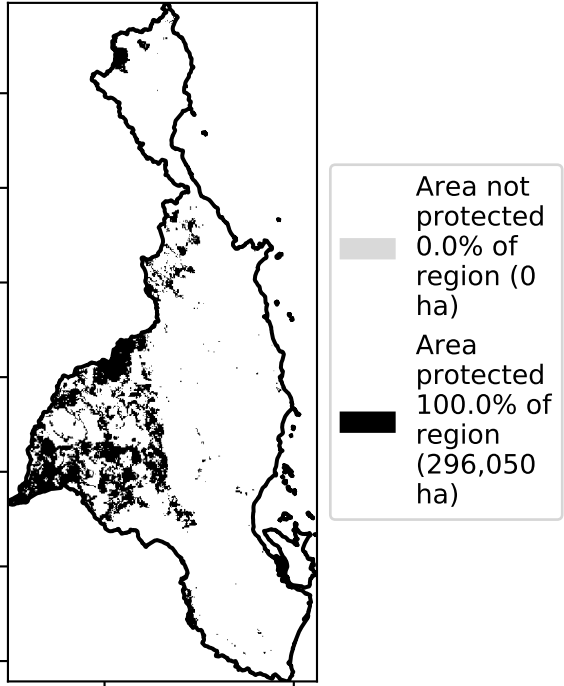 Area not
protected
0.0% of
region (0
ha)
Area
protected
100.0% of
region
(296,050
ha)